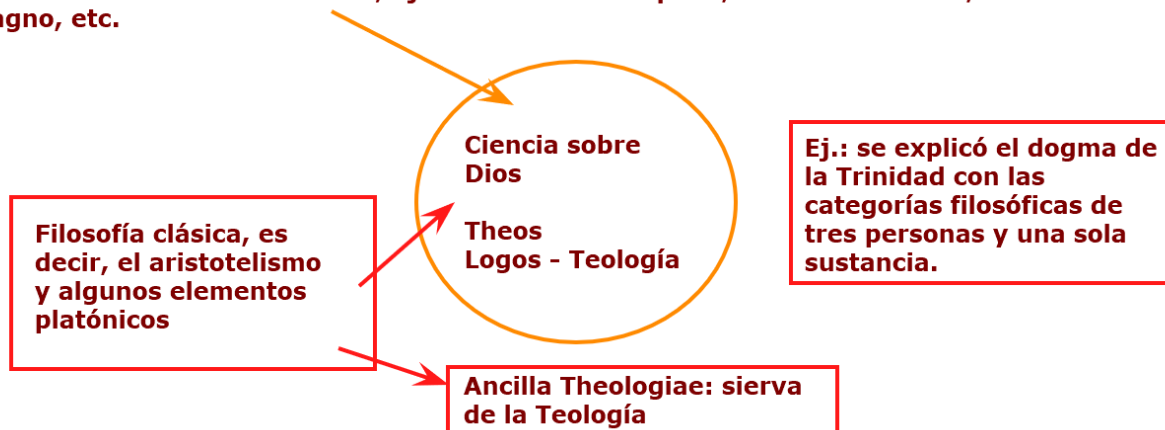 agno, etc.
Ciencia sobre
Dios
Theos
Logos - Teología
Ej.: se explicó el dogma de
la Trinidad con las
categorías filosóficas de
tres personas y una sola
sustancia.
Filosofía clásica, es
decir, el aristotelismo
y algunos elementos
platónicos
Ancilla Theologiae: sierva
de la Teología